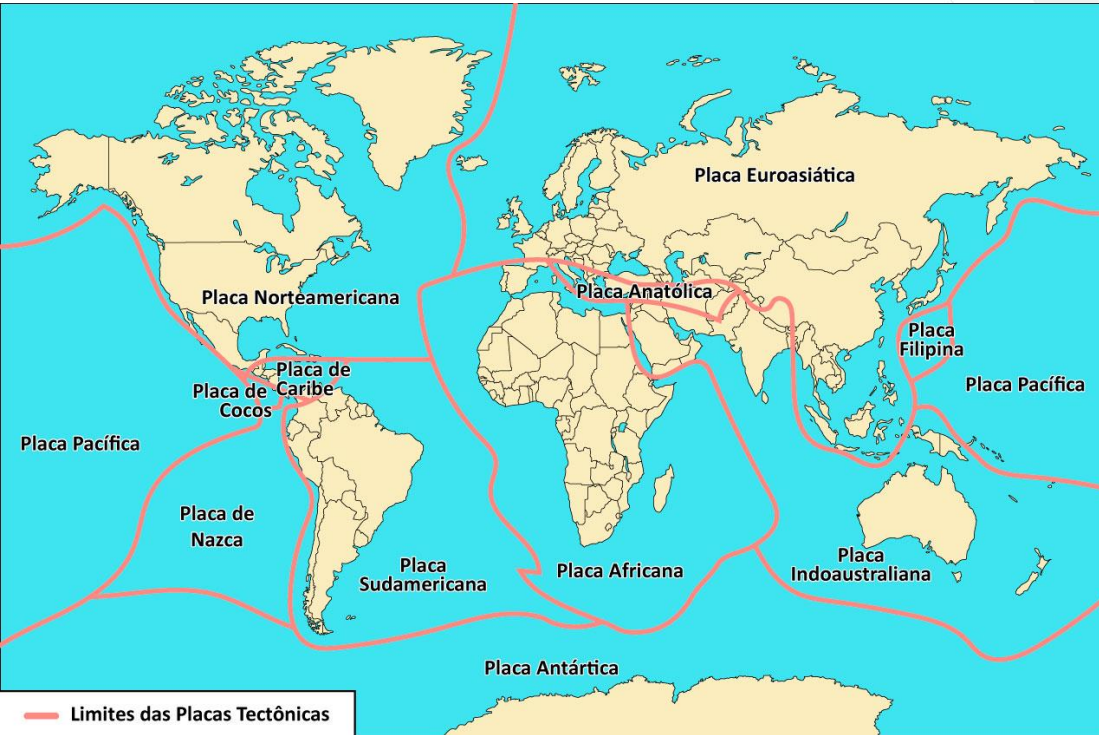 Placa Euroasiática
Placa Norteamericana
Placa Anatólica
Placa
Filipina
Placa de
Caribe
Placa de
Cocos
Placa Pacífica
Placa Pacífica
Placa de
Nazca
Placa
Sudamericana
Placa Africana
Placa
Indoaustraliana
Placa Antártica
Limites das Placas Tectônicas